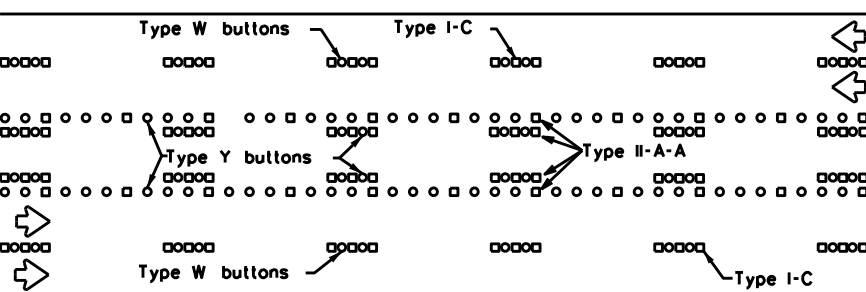 Type W buttons
Type I-C
Type Y buttons
Type II-A-A
Type W buttons
Type I-C